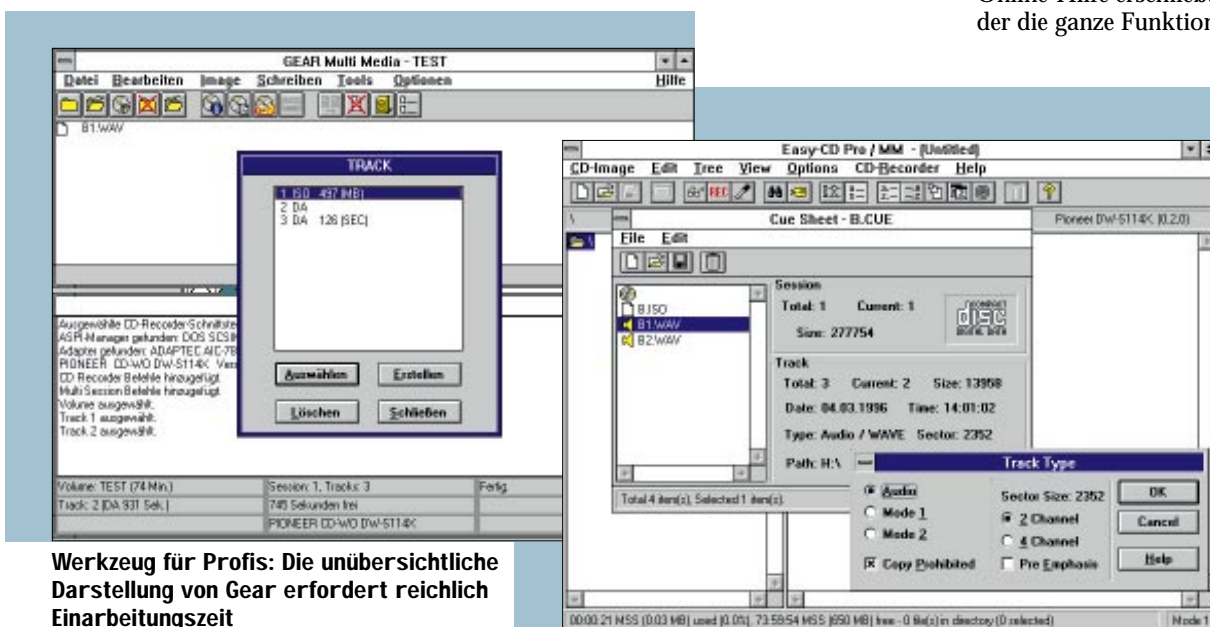 Online-Hilfe erschließ
der die ganze Funktion
GEAR Multi Media - TEST
Datei Bearbeiten Image Schreiben Tools Optionen Hilfe
B1.WAV
TRACK
1 ISO 497 (MB)
2 DA
3 DA 126 (SEC)
Auswählen Erstellen
Löschen Schließen
Ausgewählte CD-Recorder-Schnittste
ASPI-Manager gefunden: DOS SCSI
Adapter gefunden: ADAPTEC AIC-78
PIONEER CD-WO DW-S114X Ver
CD Recorder Befehle hinzugefügt.
Multi Session Befehle hinzugefügt.
Volume ausgewählt.
Track 1 ausgewählt.
Track 2 ausgewählt.
Volume: TEST (74 Min.) Session: 1, Tracks: 3 Fertig.
Track: 2 (DA 931 Sek.) 745 Sekunden frei
PIONEER CD-WO DW-S114X
Werkzeug für Profis: Die unübersichtliche
Darstellung von Gear erfordert reichlich
Einarbeitungszeit
Easy-CD Pro / MM - (Untitled)
CD-Image Edit Tree View Options CD-Recorder Help
REC
Cue Sheet - B.CUE
Pioneer DW-S114X (0.2.0)
File Edit
B.ISO
B1.WAV
B2.WAV
Session
Total: 1 Current: 1
Size: 277754
COMPACT
disc
DIGITAL DATA
Track
Total: 3 Current: 2 Size: 13958
Date: 04.03.1996 Time: 14:01:02
Type: Audio / WAVE Sector: 2352
Path: H:\
Total 4 item(s), Selected 1 item(s).
Track Type
Audio
Mode 1
Mode 2
Copy Prohibited
Sector Size: 2352
2 Channel
4 Channel
Pre Emphasis
OK
Cancel
Help
00:00:21 MSS (0.03 MB) used (0.0%), 73:59:54 MSS (650 MB) free - 0 file(s) in directory (0 selected) Mode 1